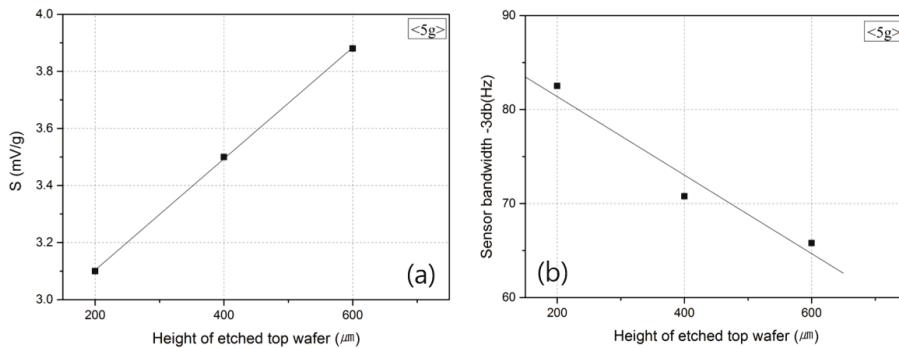 <5g>
4.0
3.8
3.6
3.4
3.2
3.0
S (mV/g)
(a)
200 400 600
Height of etched top wafer (㎛)
<5g>
90
80
70
60
Sensor bandwidth -3db(Hz)
(b)
200 400 600
Height of etched top wafer (㎛)